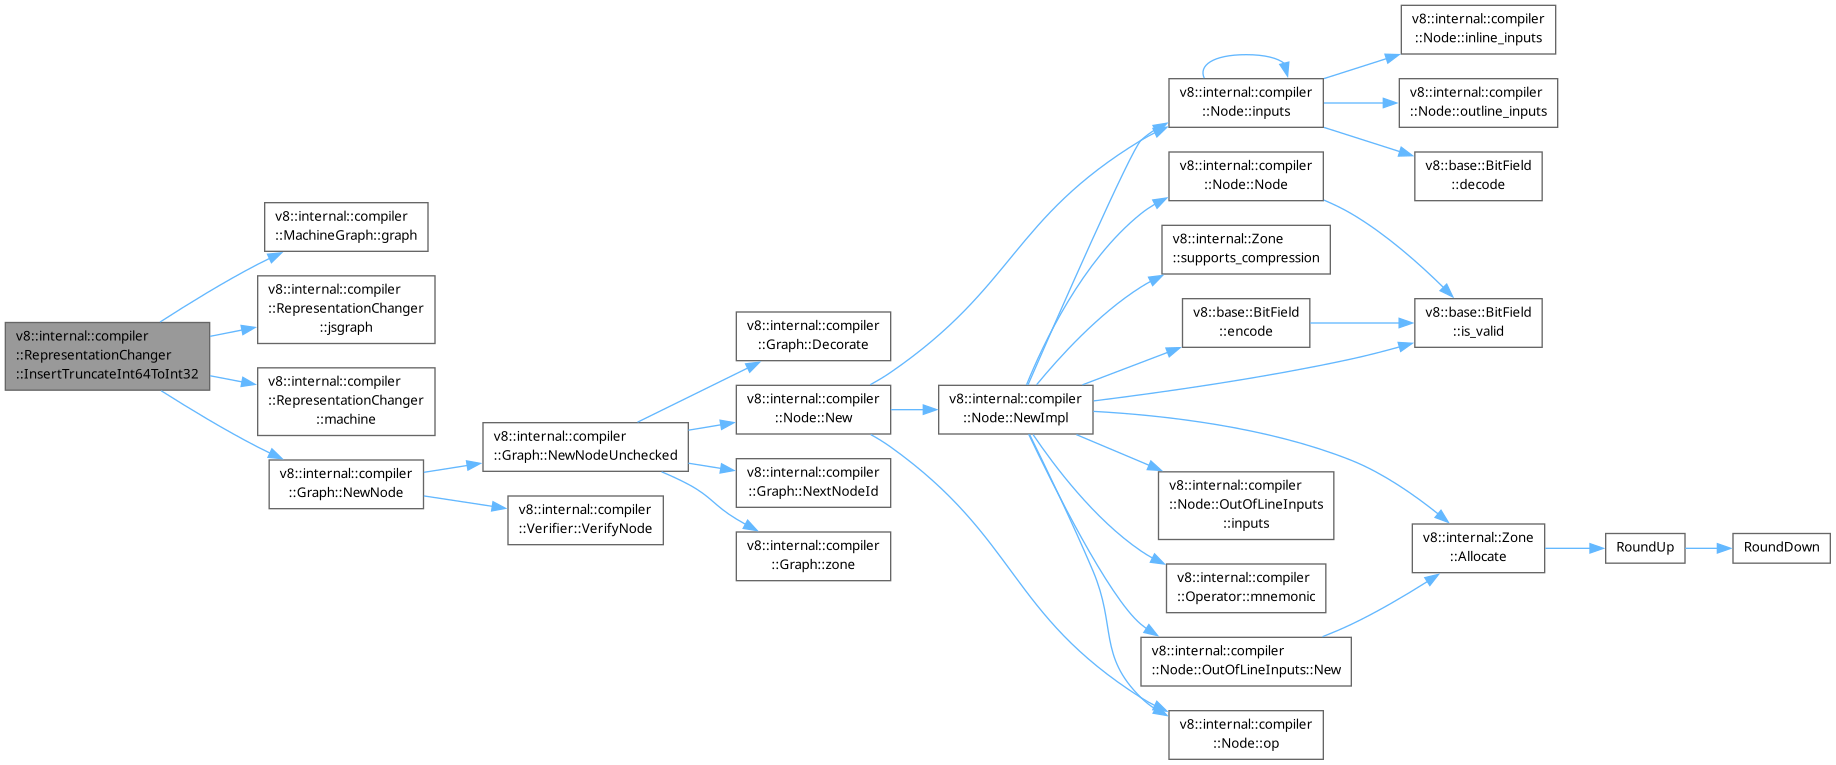 v8::internal::compiler
::RepresentationChanger
::InsertTruncateInt64ToInt32
v8::internal::compiler
::MachineGraph::graph
v8::internal::compiler
::RepresentationChanger
::jsgraph
v8::internal::compiler
::RepresentationChanger
::machine
v8::internal::compiler
::Graph::NewNode
v8::internal::compiler
::Graph::NewNodeUnchecked
v8::internal::compiler
::Verifier::VerifyNode
v8::internal::compiler
::Graph::Decorate
v8::internal::compiler
::Node::New
v8::internal::compiler
::Graph::NextNodeId
v8::internal::compiler
::Graph::zone
v8::internal::compiler
::Node::NewImpl
v8::internal::compiler
::Node::inputs
v8::internal::compiler
::Node::Node
v8::internal::Zone
::supports_compression
v8::base::BitField
::encode
v8::internal::compiler
::Node::OutOfLineInputs
::inputs
v8::internal::compiler
::Operator::mnemonic
v8::internal::compiler
::Node::OutOfLineInputs::New
v8::internal::compiler
::Node::op
v8::internal::compiler
::Node::inline_inputs
v8::internal::compiler
::Node::outline_inputs
v8::base::BitField
::decode
v8::base::BitField
::is_valid
v8::internal::Zone
::Allocate
RoundUp
RoundDown